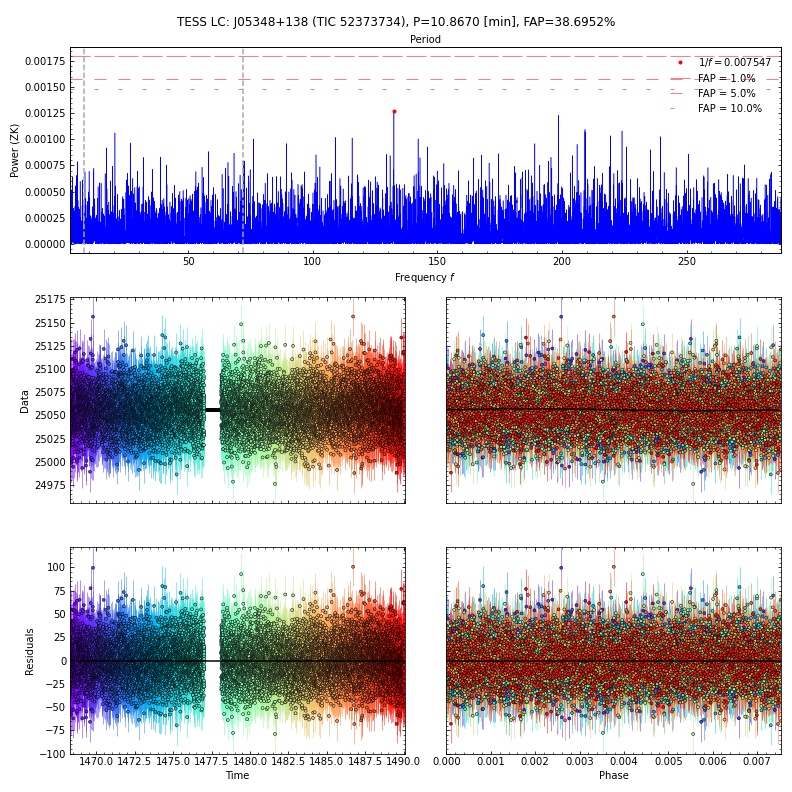 TESS LC: J05348+138 (TIC 52373734), P=10.8670 [min], FAP=38.6952%
Period
0.00175
0.00150
0.00125
0.00100
0.00075
0.00050
0.00025
0.00000
Power (ZK)
1/f = 0.007547
FAP = 1.0%
FAP = 5.0%
FAP = 10.0%
50 100 150 200 250
Frequency f
25175
25150
25125
25100
25075
25050
25025
25000
24975
Data
100
75
50
25
0
−25
−50
−75
−100
Residuals
1470.0 1472.5 1475.0 1477.5 1480.0 1482.5 1485.0 1487.5 1490.0
Time
0.000 0.001 0.002 0.003 0.004 0.005 0.006 0.007
Phase